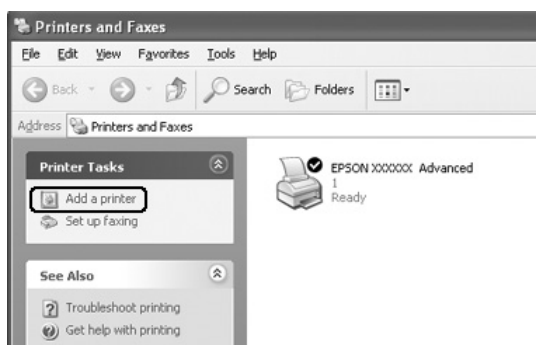 Printers and Faxes
File Edit View Favorites Tools Help
Back Search Folders
Address Printers and Faxes
Printer Tasks
Add a printer
Set up faxing
See Also
Troubleshoot printing
Get help with printing
EPSON XXXXXX Advanced
1
Ready